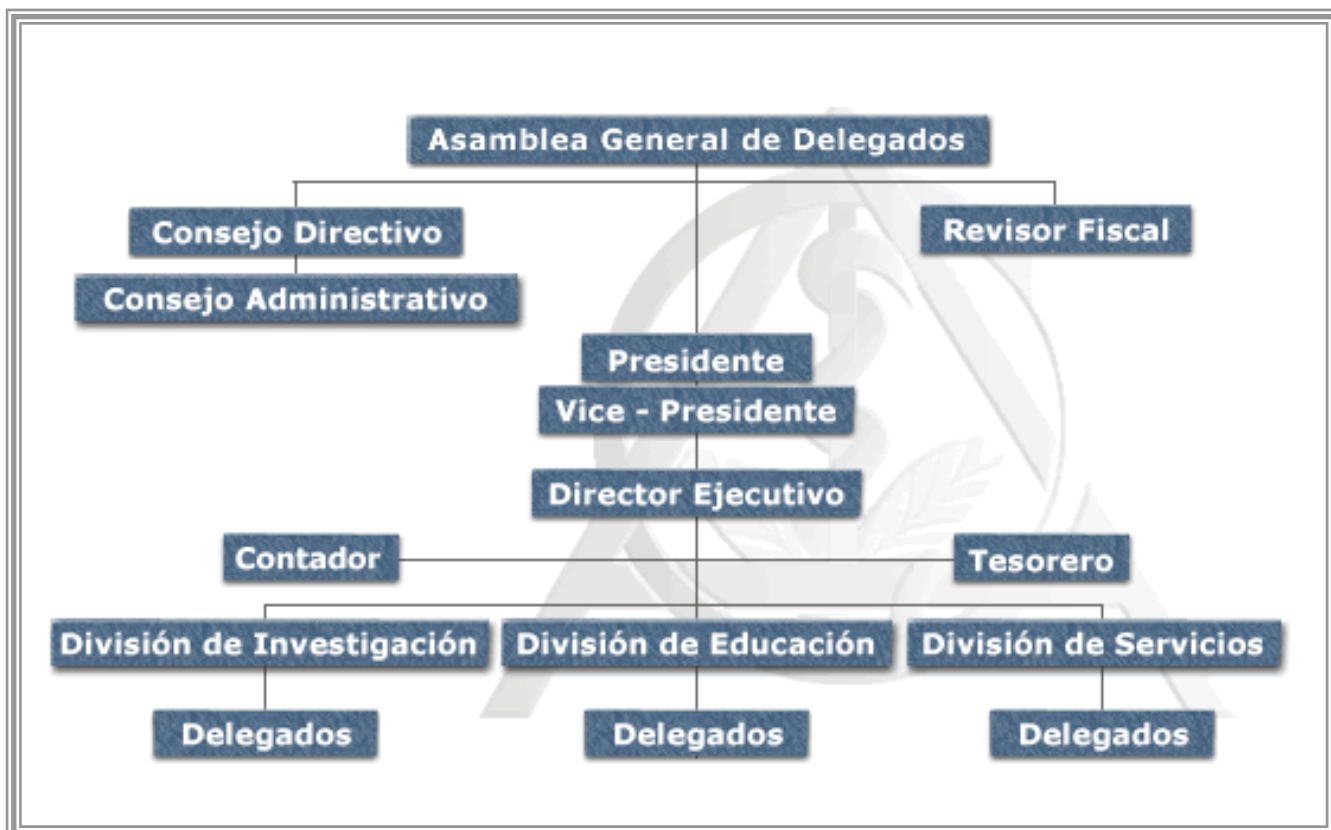 Asamblea General de Delegados
Consejo Directivo
Revisor Fiscal
Consejo Administrativo
Presidente
Vice - Presidente
Director Ejecutivo
Contador
Tesorero
División de Investigación
División de Educación
División de Servicios
Delegados
Delegados
Delegados